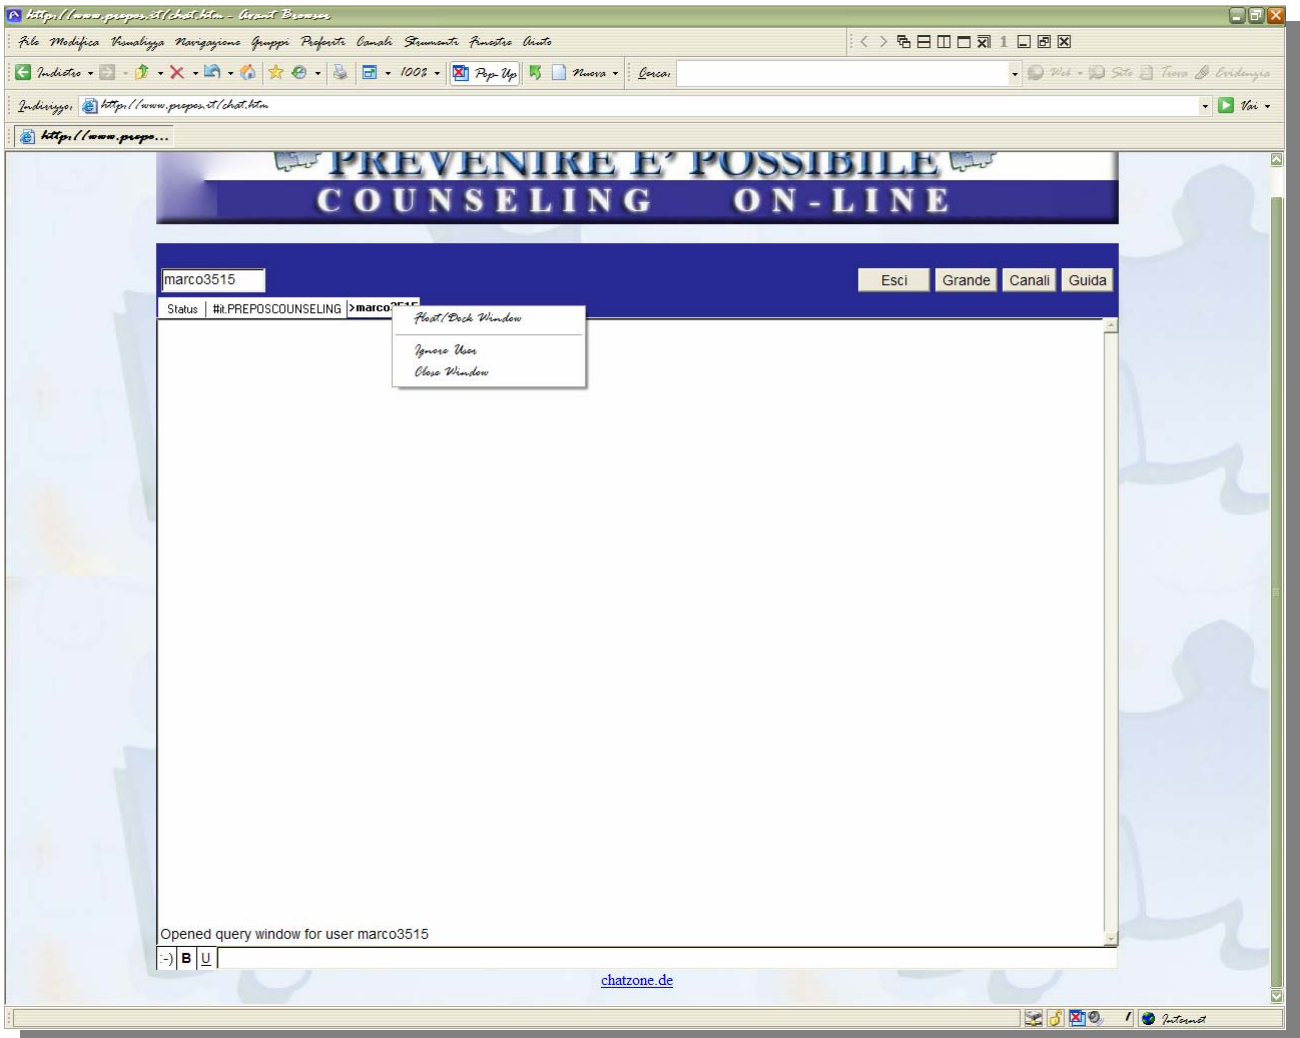 http://www.prepos.it/chat.htm - Avant Browser
File Modifica Visualizza Navigazione Gruppi Preferiti Canali Strumenti Finestre Aiuto
1
Indietro 100% Pop-Up Nuova Cerca: Web Sito Trova Evidenzia
Indirizzo: http://www.prepos.it/chat.htm Vai
http://www.prepo...
PREVENIRE E' POSSIBILE
COUNSELING ON-LINE
marco3515 Esci Grande Canali Guida
Status #it.PREPOSCOUNSELING >marco3515
Float/Dock Window
Ignore User
Close Window
Opened query window for user marco3515
:-) B U
chatzone.de
Internet